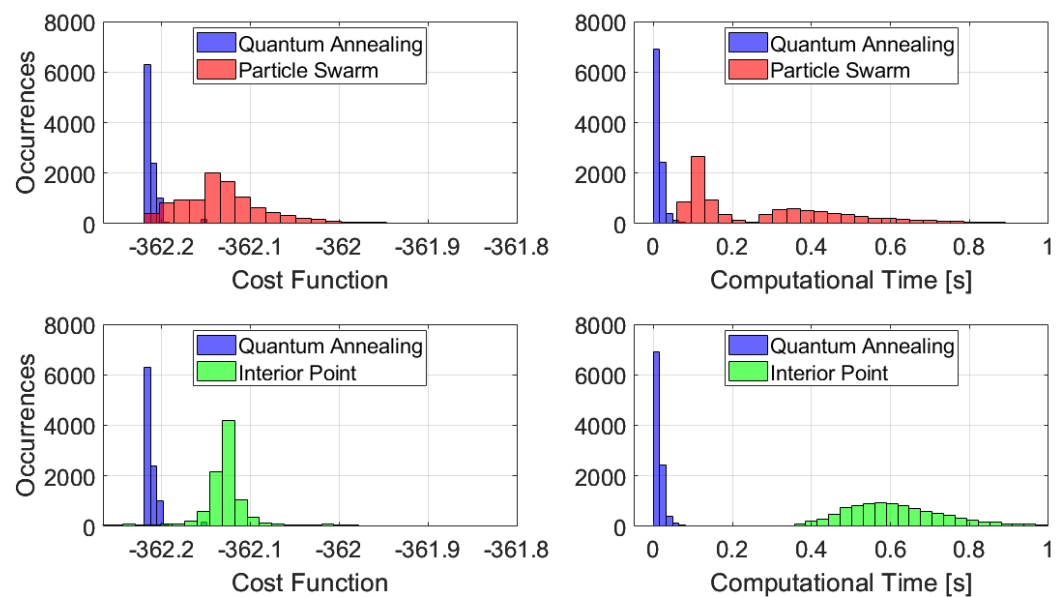 8000
6000
4000
2000
0
Occurrences
Quantum Annealing
Particle Swarm
-362.2 -362.1 -362 -361.9 -361.8
Cost Function
8000
6000
4000
2000
0
Quantum Annealing
Particle Swarm
0 0.2 0.4 0.6 0.8 1
Computational Time [s]
8000
6000
4000
2000
0
Occurrences
Quantum Annealing
Interior Point
-362.2 -362.1 -362 -361.9 -361.8
Cost Function
8000
6000
4000
2000
0
Quantum Annealing
Interior Point
0 0.2 0.4 0.6 0.8 1
Computational Time [s]